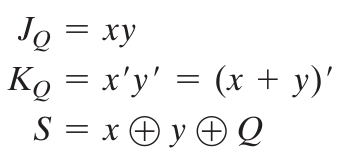 J_Q = xy
K_Q = x'y' = (x + y)'
S = x ⊕ y ⊕ Q